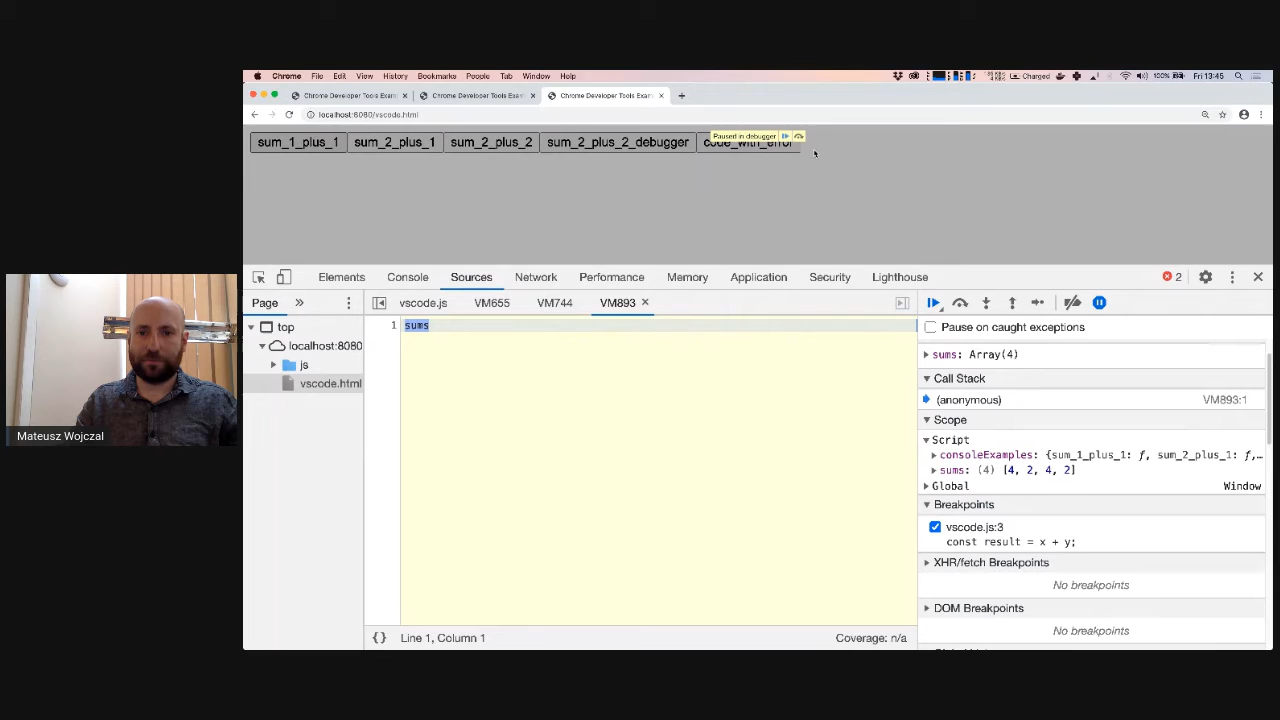 Chrome File Edit View History Bookmarks People Tab Window Help Charged 100% Fri 13:45
Chrome Developer Tools Exam Chrome Developer Tools Exam Chrome Developer Tools Exam
localhost:8080/vscode.html
Paused in debugger
sum_1_plus_1 sum_2_plus_1 sum_2_plus_2 sum_2_plus_2_debugger code_with_error
Elements Console Sources Network Performance Memory Application Security Lighthouse 2
Page vscode.js VM655 VM744 VM893
1 sums
top
localhost:8080
js
vscode.html
Pause on caught exceptions
sums: Array(4)
Call Stack
(anonymous) VM893:1
Scope
Script
consoleExamples: {sum_1_plus_1: ƒ, sum_2_plus_1: ƒ,…
sums: (4) [4, 2, 4, 2]
Global Window
Breakpoints
vscode.js:3
const result = x + y;
XHR/fetch Breakpoints
No breakpoints
DOM Breakpoints
No breakpoints
{} Line 1, Column 1 Coverage: n/a
Mateusz Wojczal